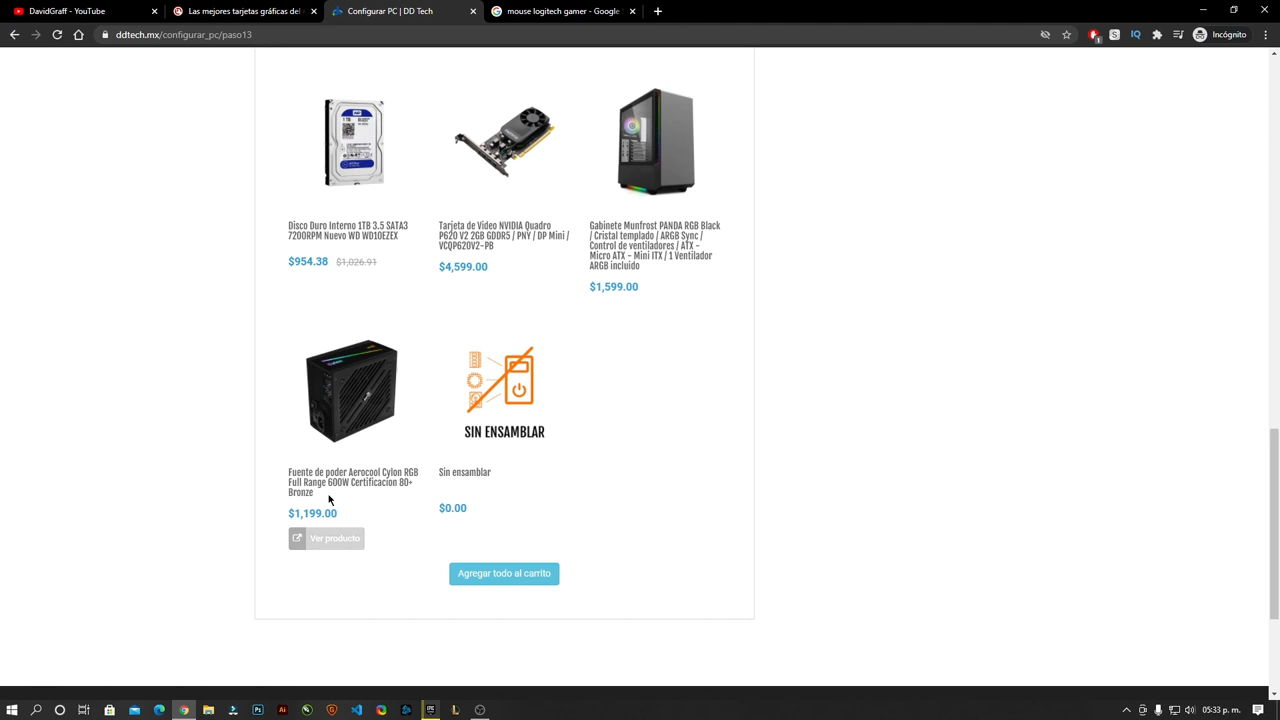 DavidGraff - YouTube
Las mejores tarjetas gráficas d
Configurar PC | DD Tech
mouse logitech gamer - Google
ddtech.mx/configurar_pc/paso13
Incógnito
Disco Duro Interno 1TB 3.5 SATA3
7200RPM Nuevo WD WD10EZEX
$954.38 $1,026.91
Tarjeta de Video NVIDIA Quadro
P620 V2 2GB GDDR5 / PNY / DP Mini /
VCQP620V2-PB
$4,599.00
Gabinete Munfrost PANDA RGB Black
/ Cristal templado / ARGB Sync /
Control de ventiladores / ATX -
Micro ATX - Mini ITX / 1 Ventilador
ARGB incluido
$1,599.00
SIN ENSAMBLAR
Fuente de poder Aerocool Cylon RGB
Full Range 600W Certificacion 80+
Bronze
$1,199.00
Ver producto
Sin ensamblar
$0.00
Agregar todo al carrito
05:33 p. m.